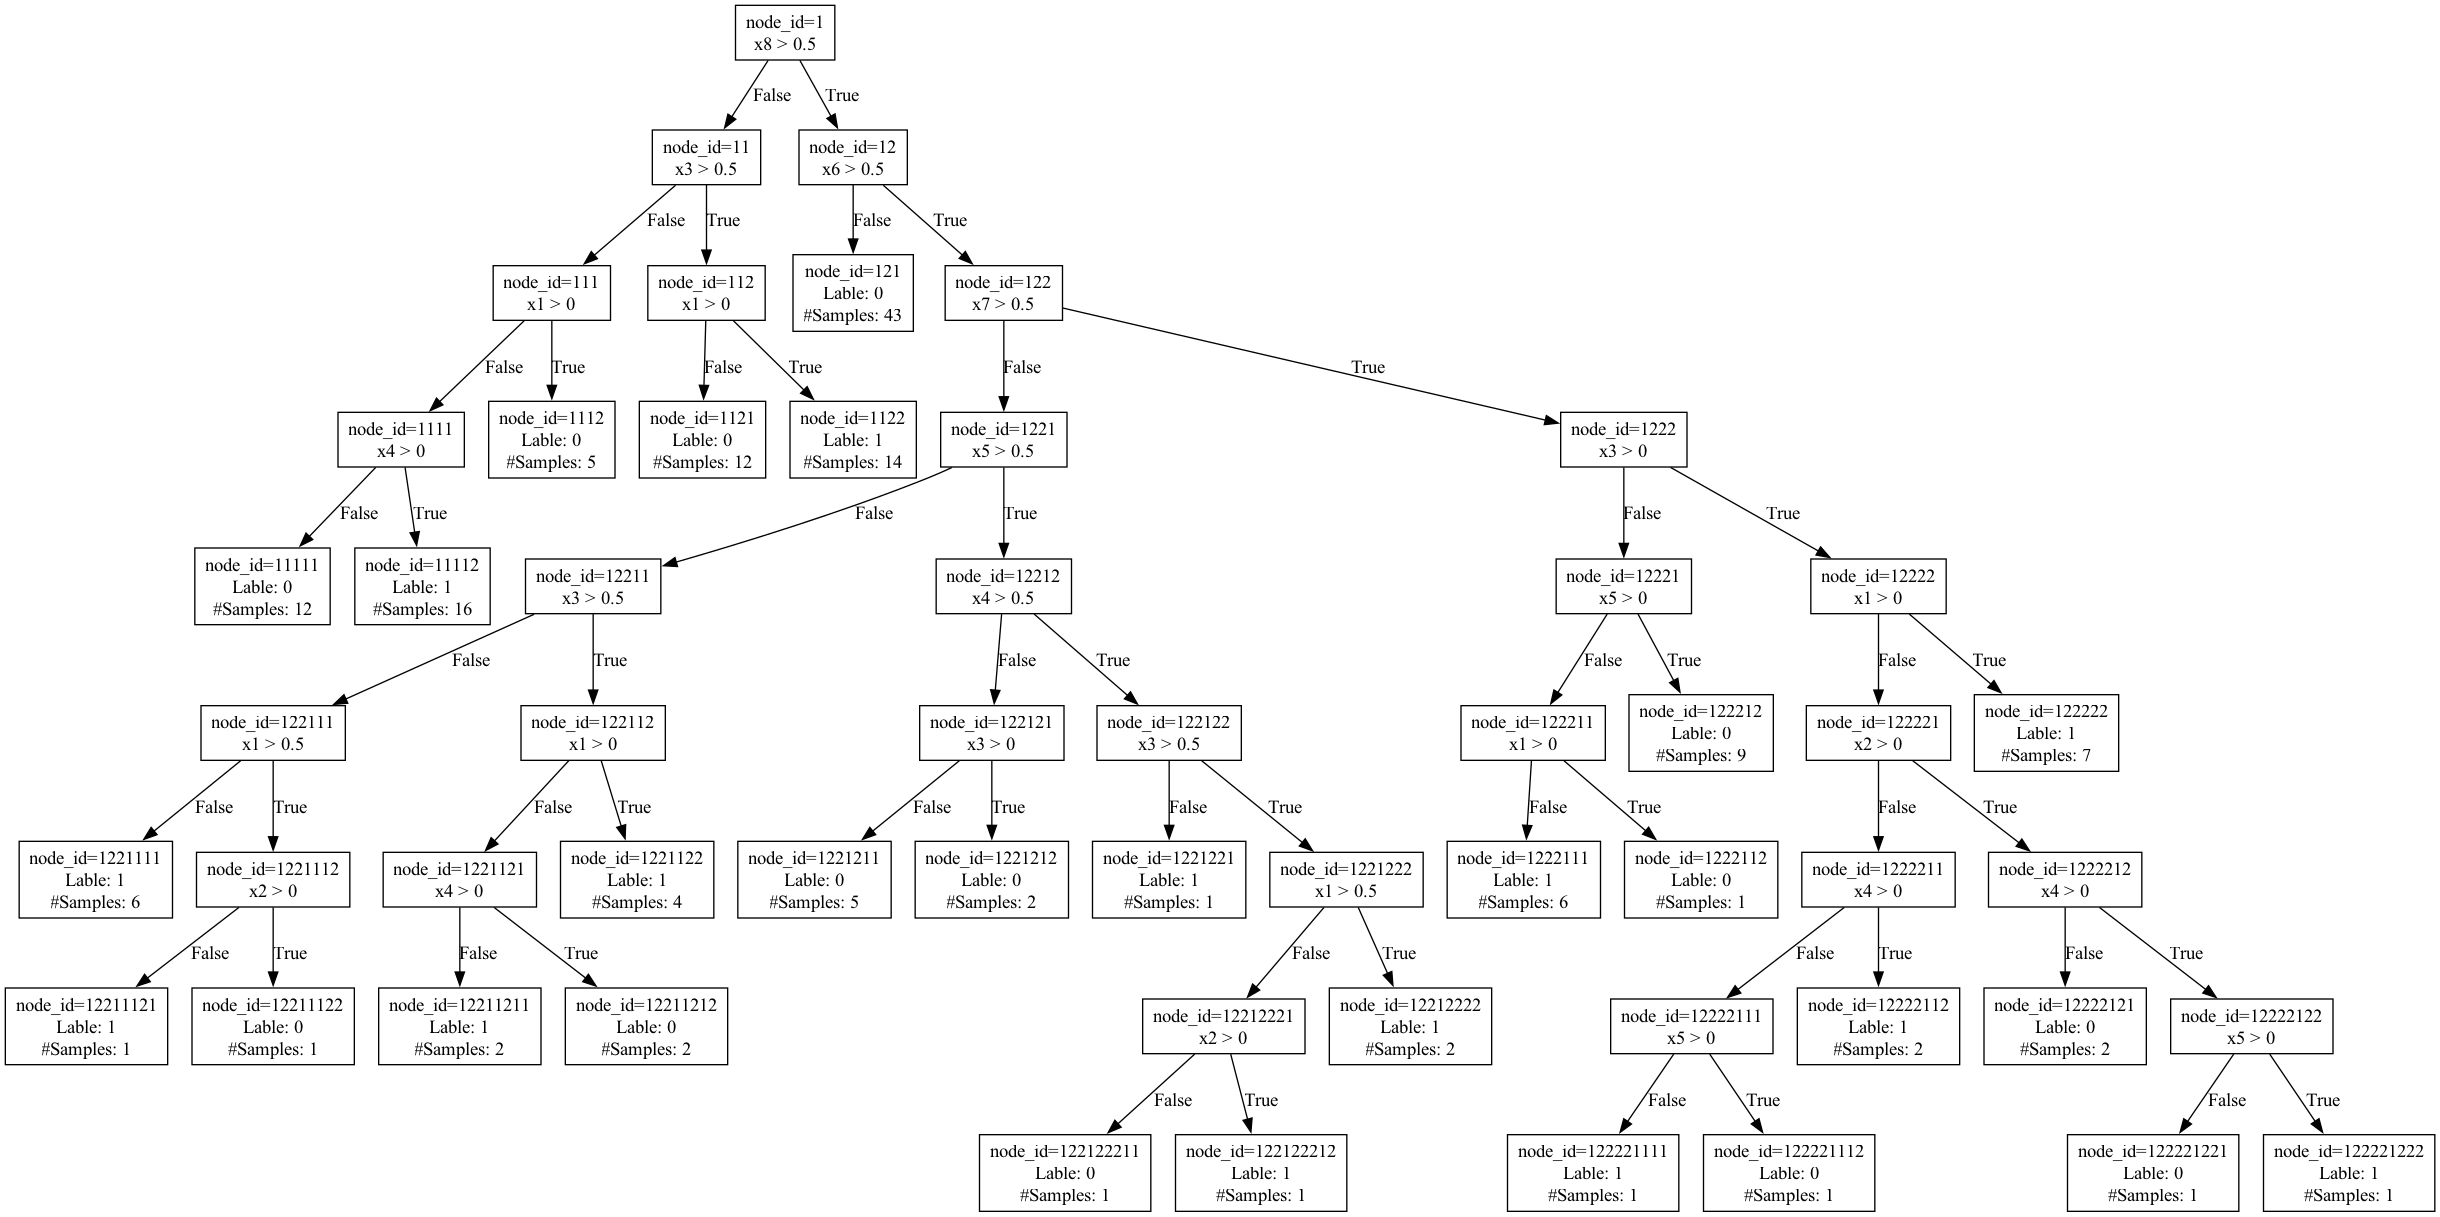 node_id=1
x8 > 0.5
False
True
node_id=11
x3 > 0.5
node_id=12
x6 > 0.5
False
True
False
True
node_id=111
x1 > 0
node_id=112
x1 > 0
node_id=121
Lable: 0
#Samples: 43
node_id=122
x7 > 0.5
False
True
False
True
False
True
node_id=1111
x4 > 0
node_id=1112
Lable: 0
#Samples: 5
node_id=1121
Lable: 0
#Samples: 12
node_id=1122
Lable: 1
#Samples: 14
node_id=1221
x5 > 0.5
node_id=1222
x3 > 0
False
True
False
True
False
True
node_id=11111
Lable: 0
#Samples: 12
node_id=11112
Lable: 1
#Samples: 16
node_id=12211
x3 > 0.5
node_id=12212
x4 > 0.5
node_id=12221
x5 > 0
node_id=12222
x1 > 0
False
True
False
True
False
True
False
True
node_id=122111
x1 > 0.5
node_id=122112
x1 > 0
node_id=122121
x3 > 0
node_id=122122
x3 > 0.5
node_id=122211
x1 > 0
node_id=122212
Lable: 0
#Samples: 9
node_id=122221
x2 > 0
node_id=122222
Lable: 1
#Samples: 7
False
True
False
True
False
True
False
True
False
True
False
True
node_id=1221111
Lable: 1
#Samples: 6
node_id=1221112
x2 > 0
node_id=1221121
x4 > 0
node_id=1221122
Lable: 1
#Samples: 4
node_id=1221211
Lable: 0
#Samples: 5
node_id=1221212
Lable: 0
#Samples: 2
node_id=1221221
Lable: 1
#Samples: 1
node_id=1221222
x1 > 0.5
node_id=1222111
Lable: 1
#Samples: 6
node_id=1222112
Lable: 0
#Samples: 1
node_id=1222211
x4 > 0
node_id=1222212
x4 > 0
False
True
False
True
False
True
False
True
False
True
node_id=12211121
Lable: 1
#Samples: 1
node_id=12211122
Lable: 0
#Samples: 1
node_id=12211211
Lable: 1
#Samples: 2
node_id=12211212
Lable: 0
#Samples: 2
node_id=12212221
x2 > 0
node_id=12212222
Lable: 1
#Samples: 2
node_id=12222111
x5 > 0
node_id=12222112
Lable: 1
#Samples: 2
node_id=12222121
Lable: 0
#Samples: 2
node_id=12222122
x5 > 0
False
True
False
True
False
True
node_id=122122211
Lable: 0
#Samples: 1
node_id=122122212
Lable: 1
#Samples: 1
node_id=122221111
Lable: 1
#Samples: 1
node_id=122221112
Lable: 0
#Samples: 1
node_id=122221221
Lable: 0
#Samples: 1
node_id=122221222
Lable: 1
#Samples: 1